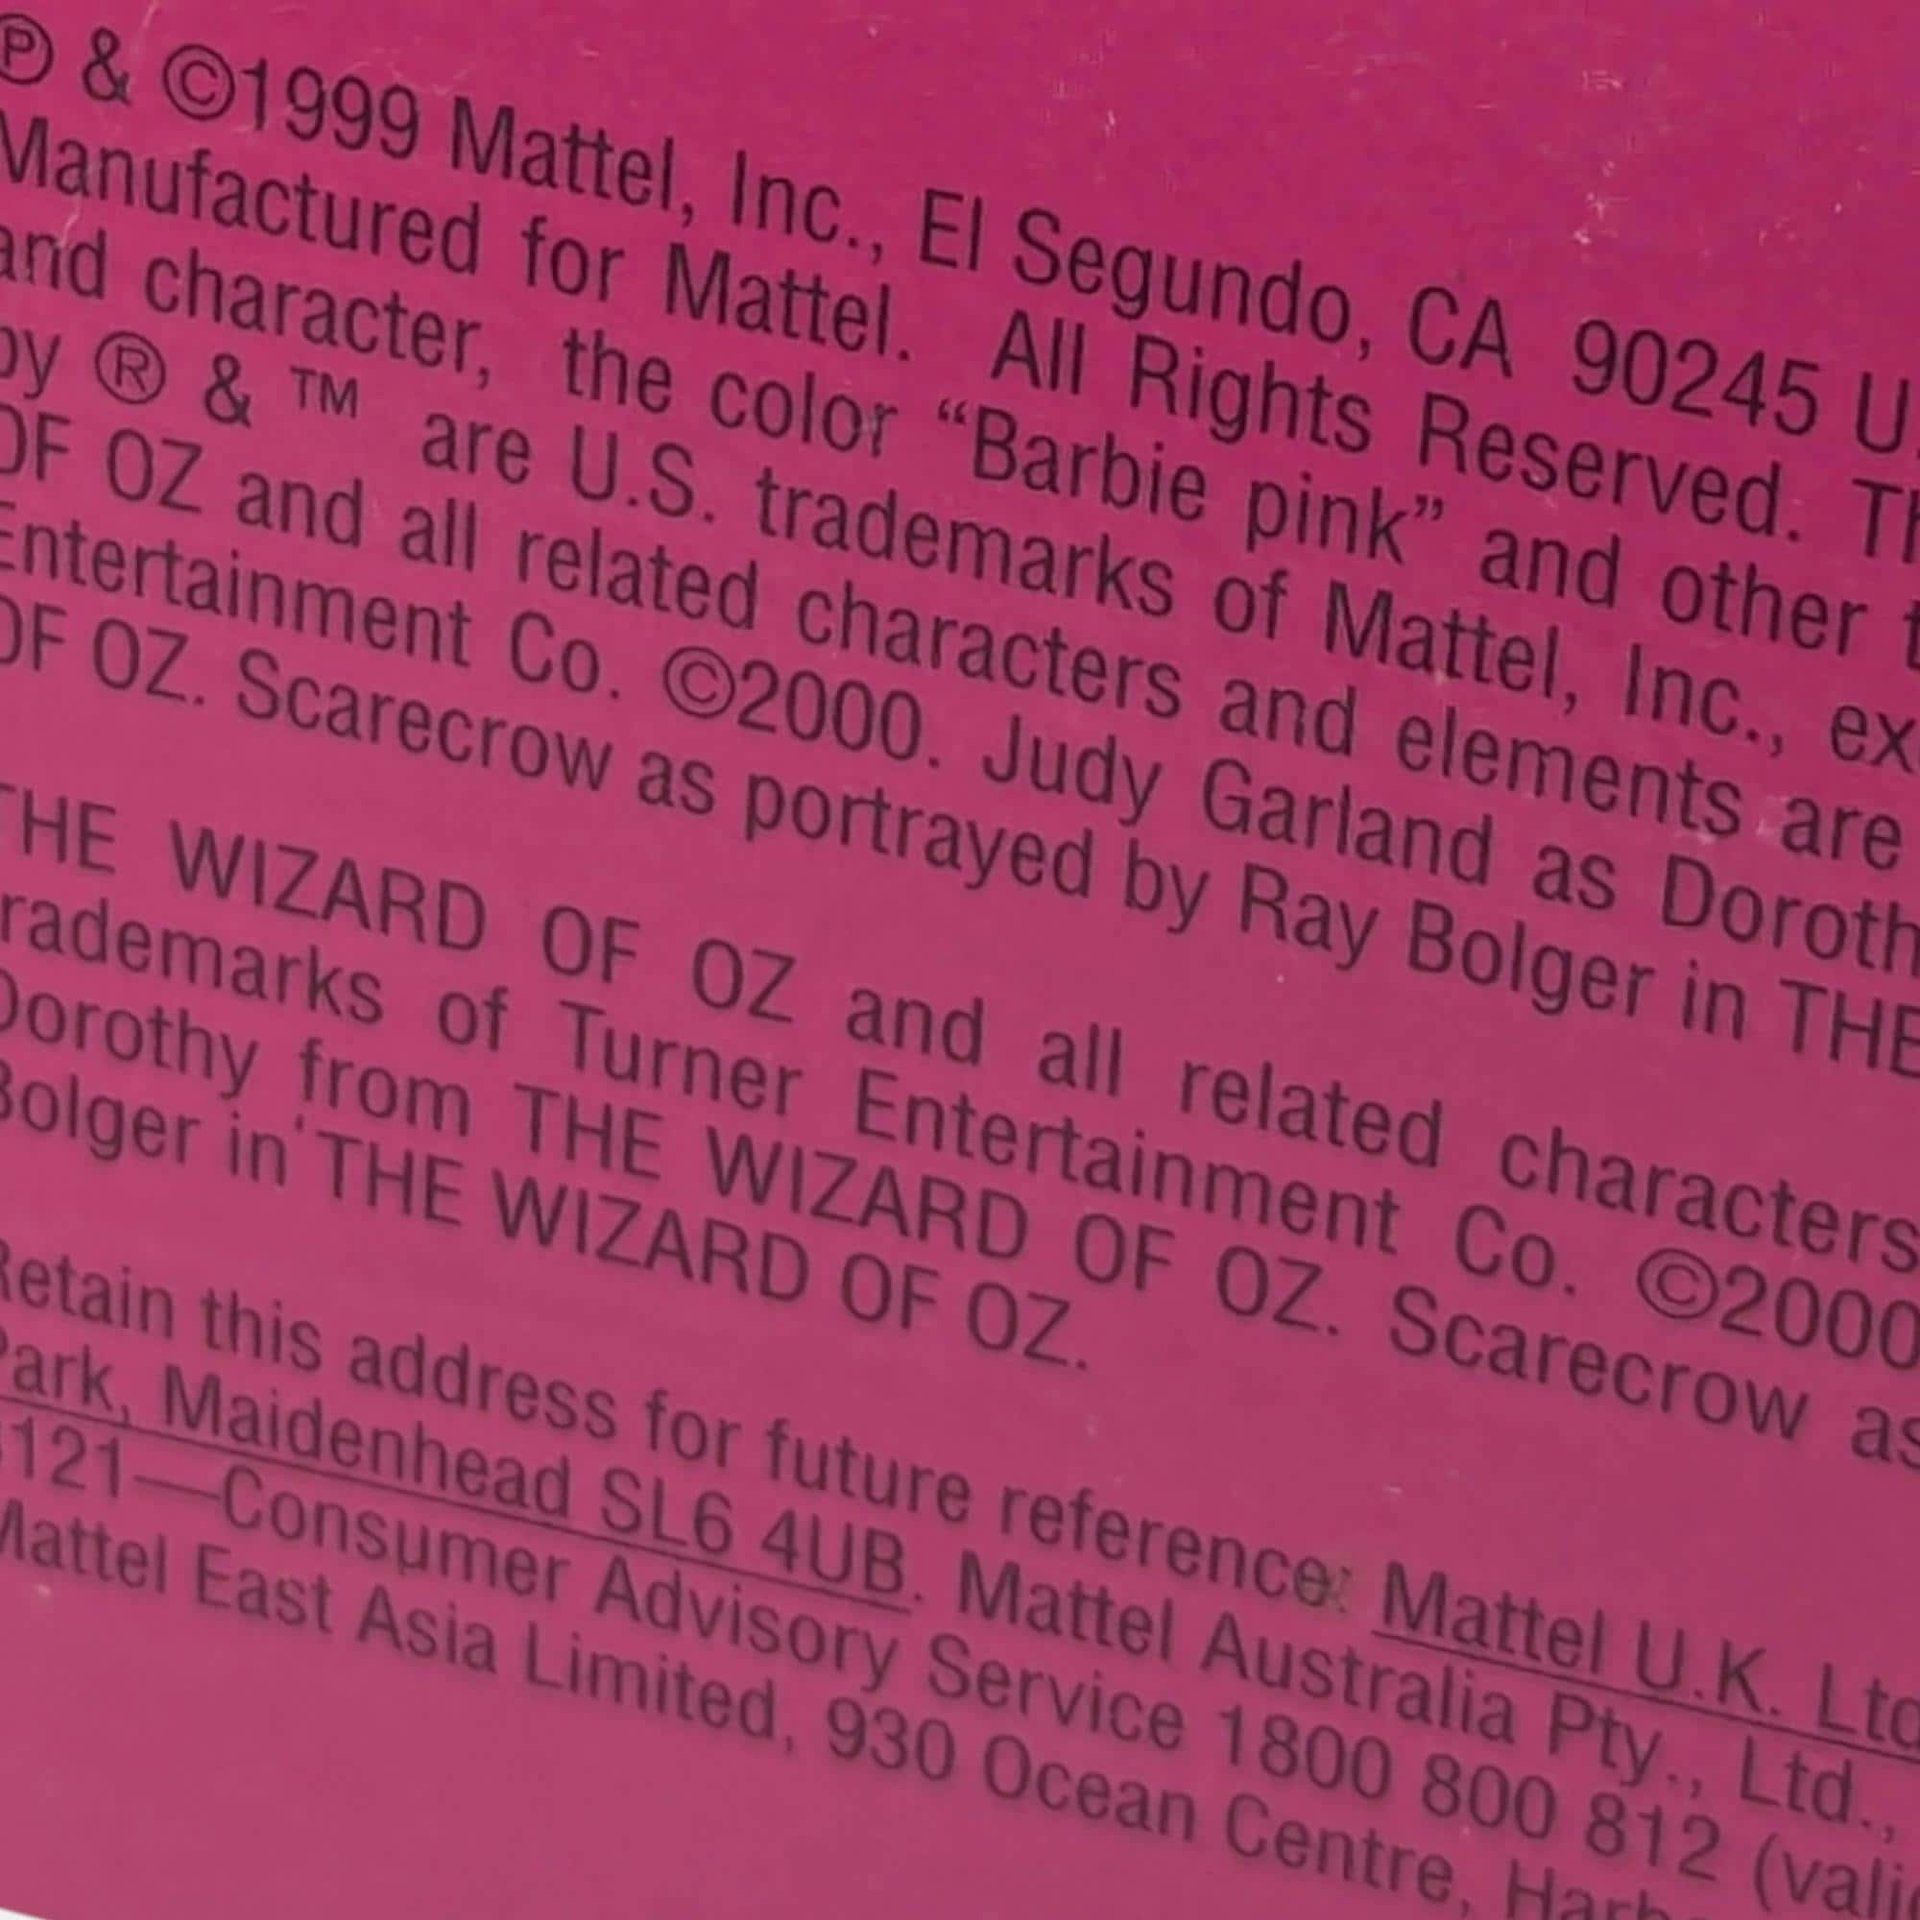 Ⓟ & ©1999 Mattel, Inc., El Segundo, CA 90245 U.
Manufactured for Mattel. All Rights Reserved. Th
and character, the color “Barbie pink” and other t
by ® & ™ are U.S. trademarks of Mattel, Inc., exc
OF OZ and all related characters and elements are
Entertainment Co. ©2000. Judy Garland as Doroth
OF OZ. Scarecrow as portrayed by Ray Bolger in THE
THE WIZARD OF OZ and all related characters
trademarks of Turner Entertainment Co. ©2000
Dorothy from THE WIZARD OF OZ. Scarecrow as
Bolger in THE WIZARD OF OZ.
Retain this address for future reference: Mattel U.K. Ltd
Park, Maidenhead SL6 4UB. Mattel Australia Pty., Ltd.,
121—Consumer Advisory Service 1800 800 812 (valid
Mattel East Asia Limited, 930 Ocean Centre, Harb